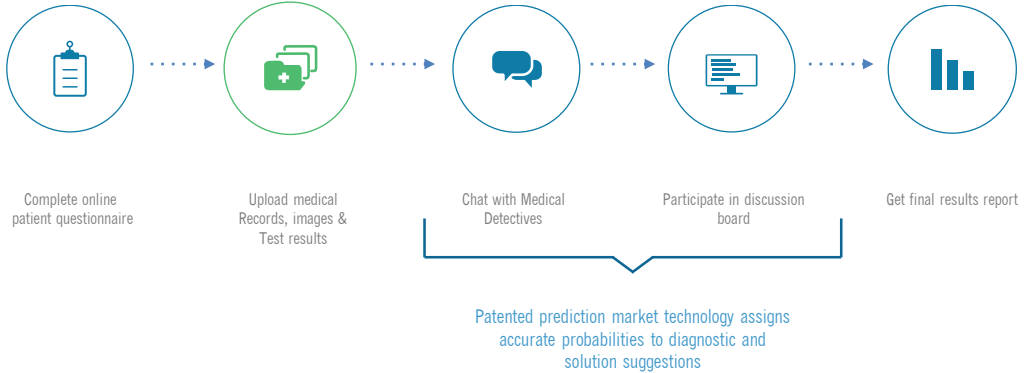 Complete online
patient questionnaire
Upload medical
Records, images &
Test results
Chat with Medical
Detectives
Participate in discussion
board
Get final results report
Patented prediction market technology assigns
accurate probabilities to diagnostic and
solution suggestions